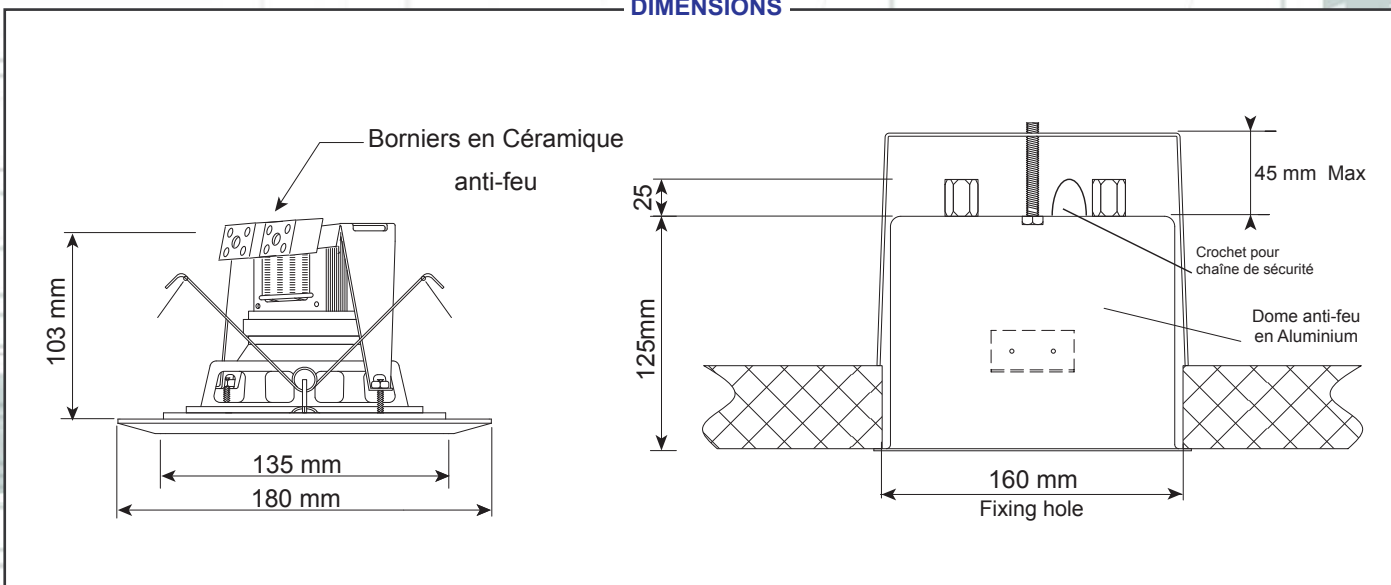 DIMENSIONS
Borniers en Céramique
anti-feu
103 mm
135 mm
180 mm
25
125mm
45 mm Max
Crochet pour
chaîne de sécurité
Dome anti-feu
en Aluminium
160 mm
Fixing hole